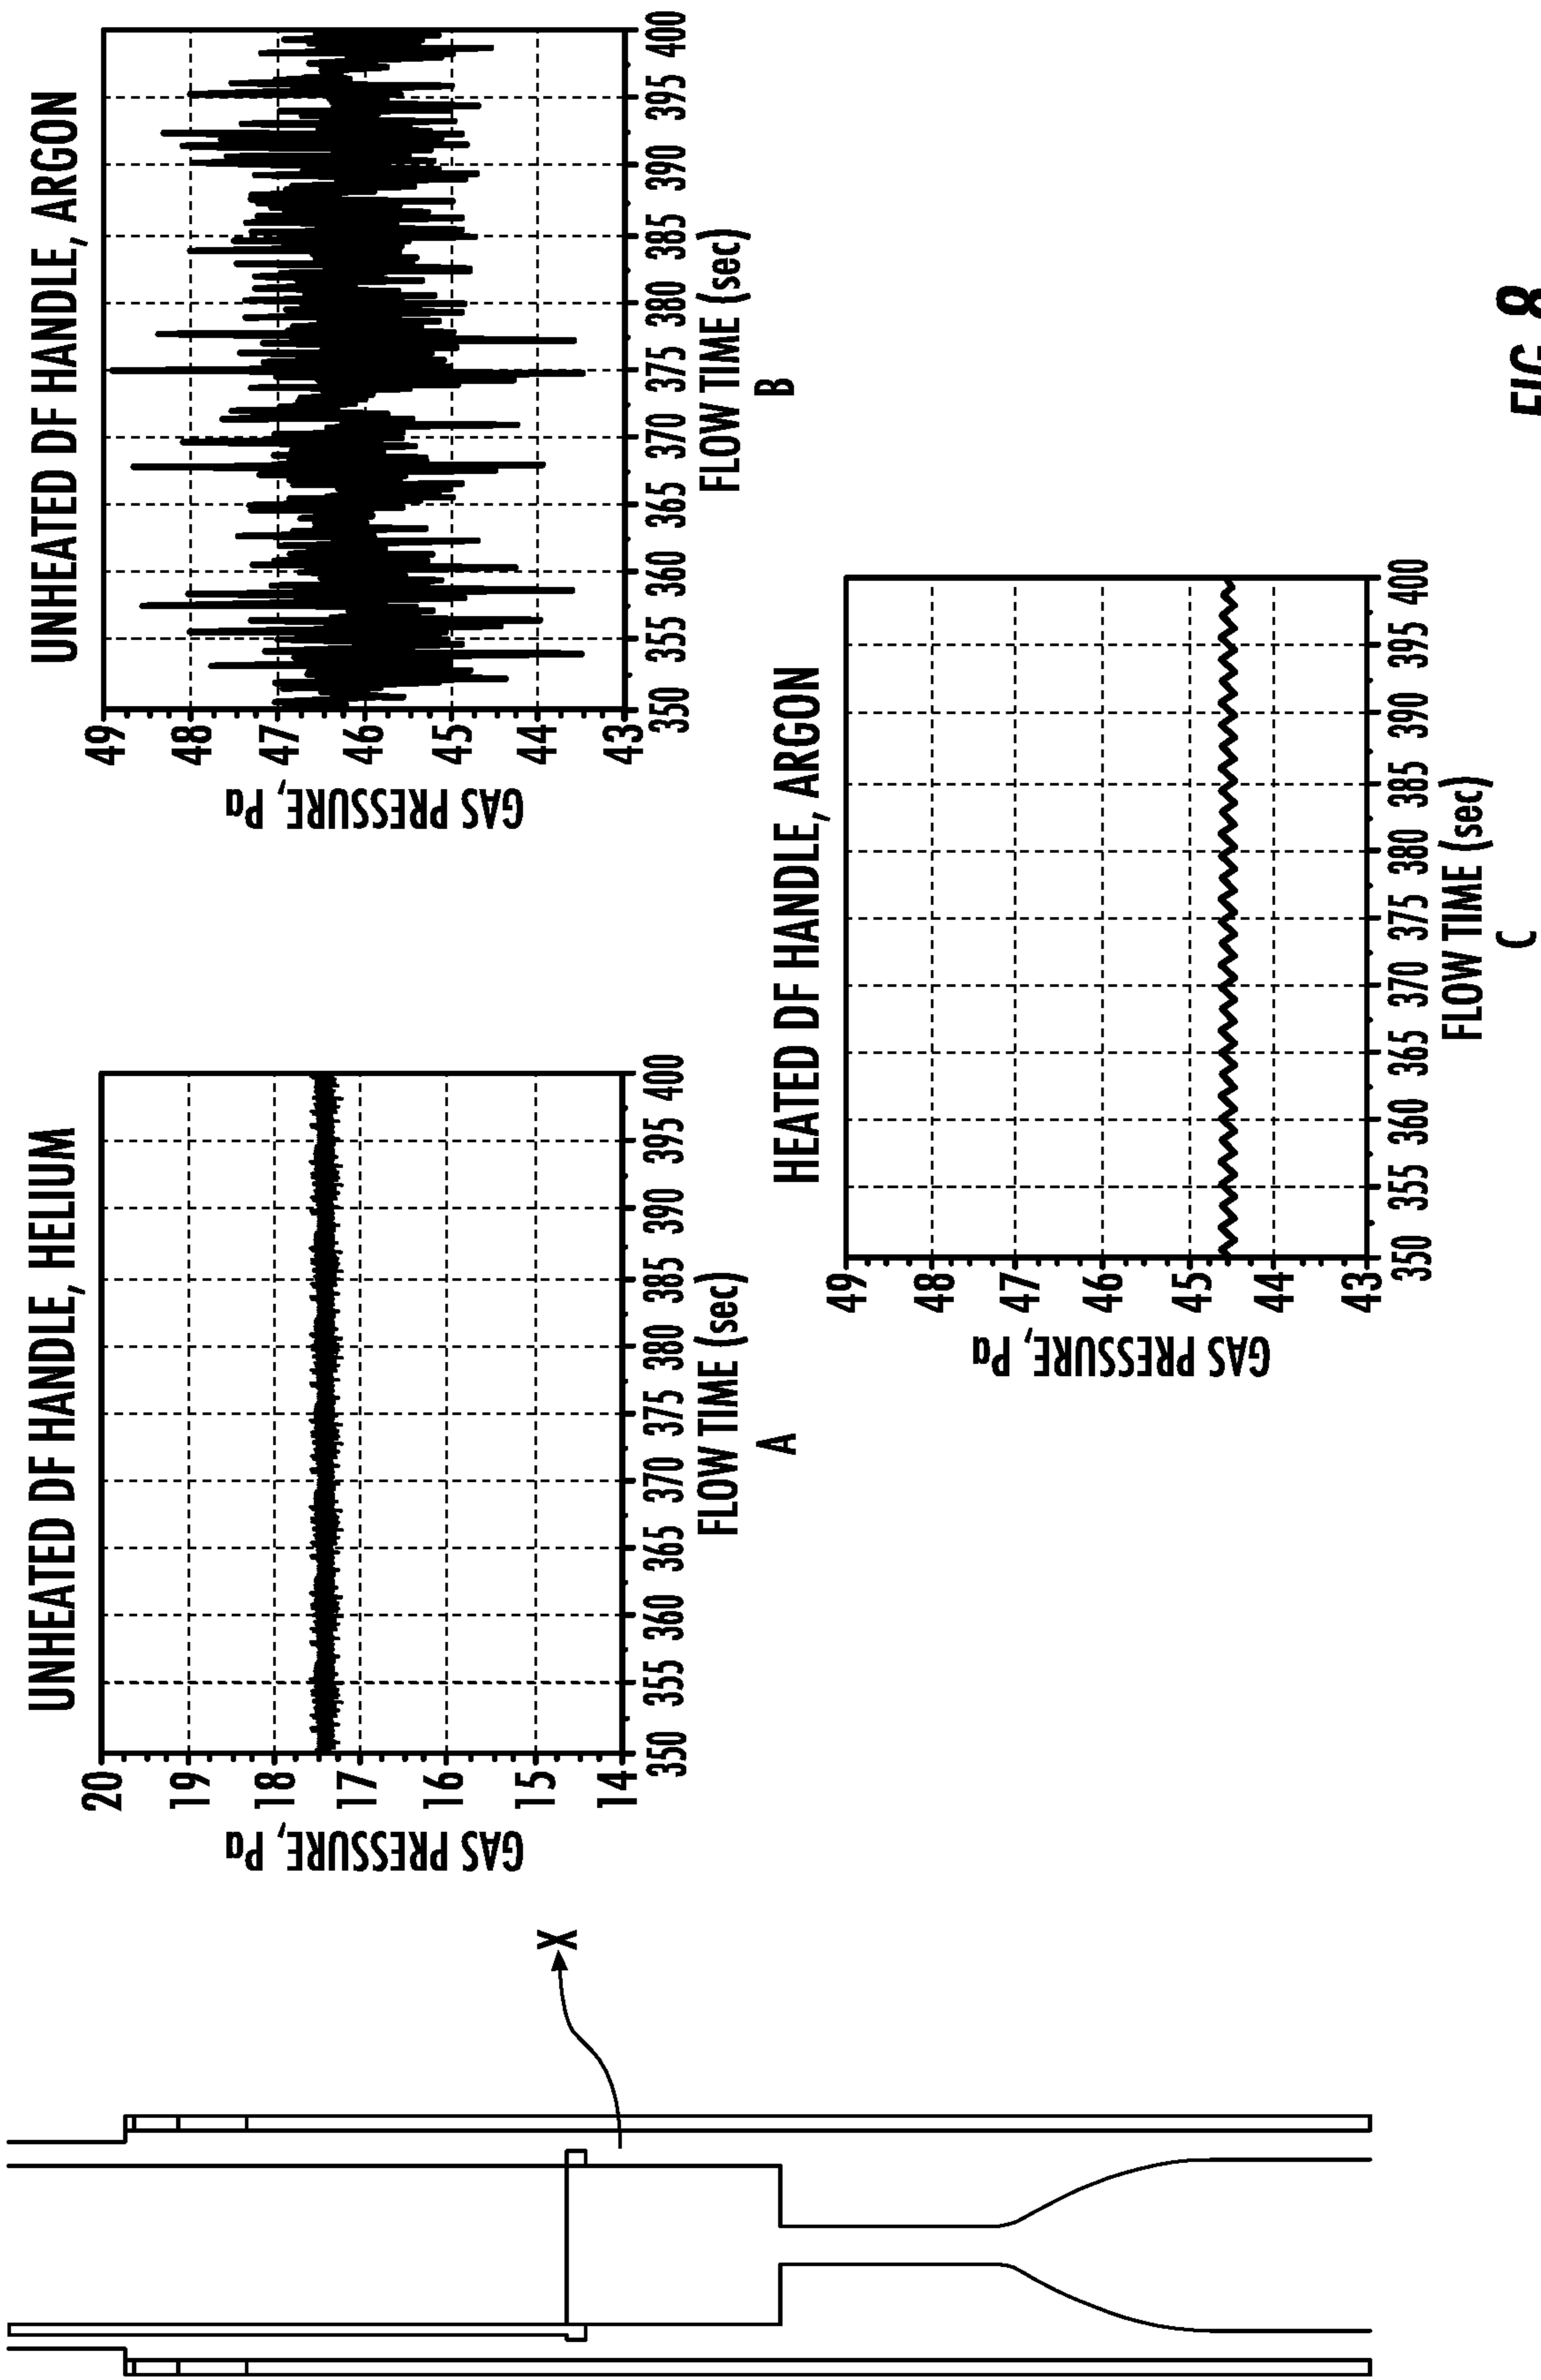 X
UNHEATED DF HANDLE, HELIUM
GAS PRESSURE, Pa
20
19
18
17
16
15
14
350 355 360 365 370 375 380 385 390 395 400
FLOW TIME (sec)
A
UNHEATED DF HANDLE, ARGON
GAS PRESSURE, Pa
49
48
47
46
45
44
43
350 355 360 365 370 375 380 385 390 395 400
FLOW TIME (sec)
B
HEATED DF HANDLE, ARGON
GAS PRESSURE, Pa
49
48
47
46
45
44
43
350 355 360 365 370 375 380 385 390 395 400
FLOW TIME (sec)
C
FIG. 8